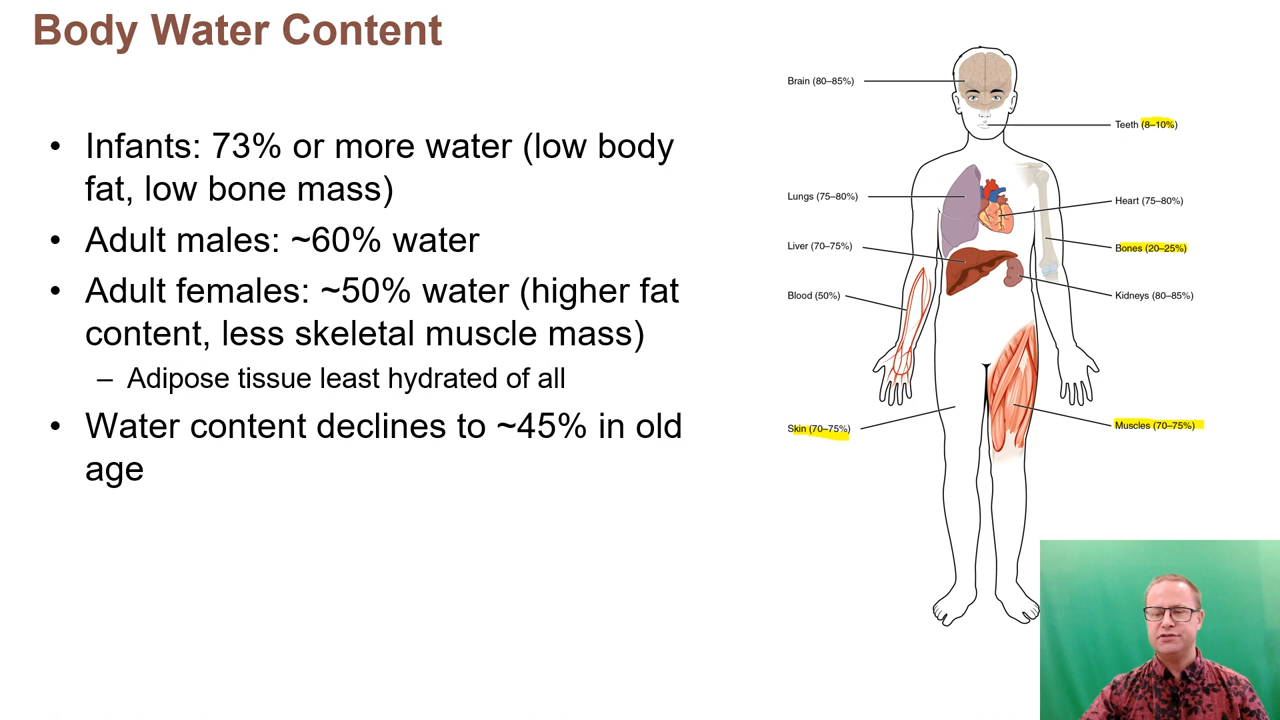 Body Water Content
• Infants: 73% or more water (low body
fat, low bone mass)
• Adult males: ~60% water
• Adult females: ~50% water (higher fat
content, less skeletal muscle mass)
– Adipose tissue least hydrated of all
• Water content declines to ~45% in old
age
Brain (80–85%)
Teeth (8–10%)
Lungs (75–80%)
Heart (75–80%)
Liver (70–75%)
Bones (20–25%)
Blood (50%)
Kidneys (80–85%)
Skin (70–75%)
Muscles (70–75%)